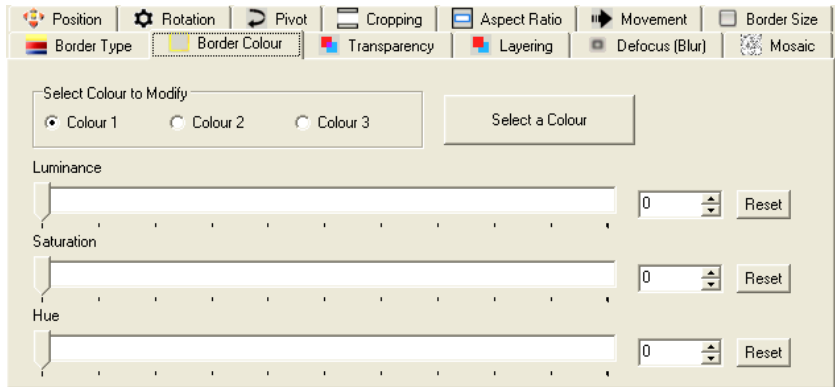 Position Rotation Pivot Cropping Aspect Ratio Movement Border Size
Border Type Border Colour Transparency Layering Defocus (Blur) Mosaic
Select Colour to Modify
Colour 1 Colour 2 Colour 3 Select a Colour
Luminance
0 Reset
Saturation
0 Reset
Hue
0 Reset